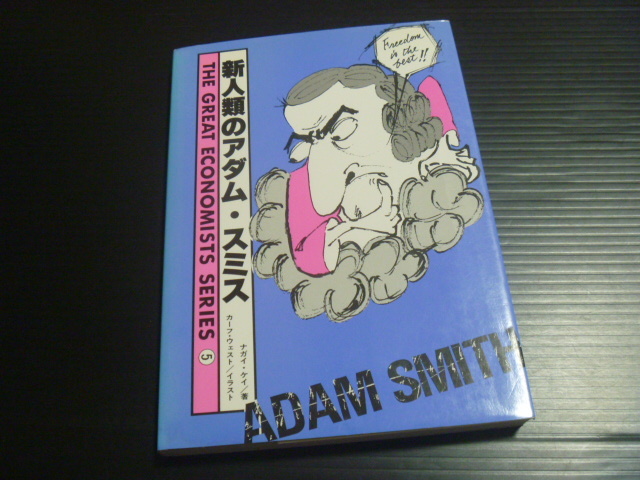 Freedom
is the
best!!
新人類のアダム・スミス
THE GREAT ECONOMISTS SERIES 5
ナガイ・ケイ/著
カーフ・ウェスト/イラスト
ADAM SMITH